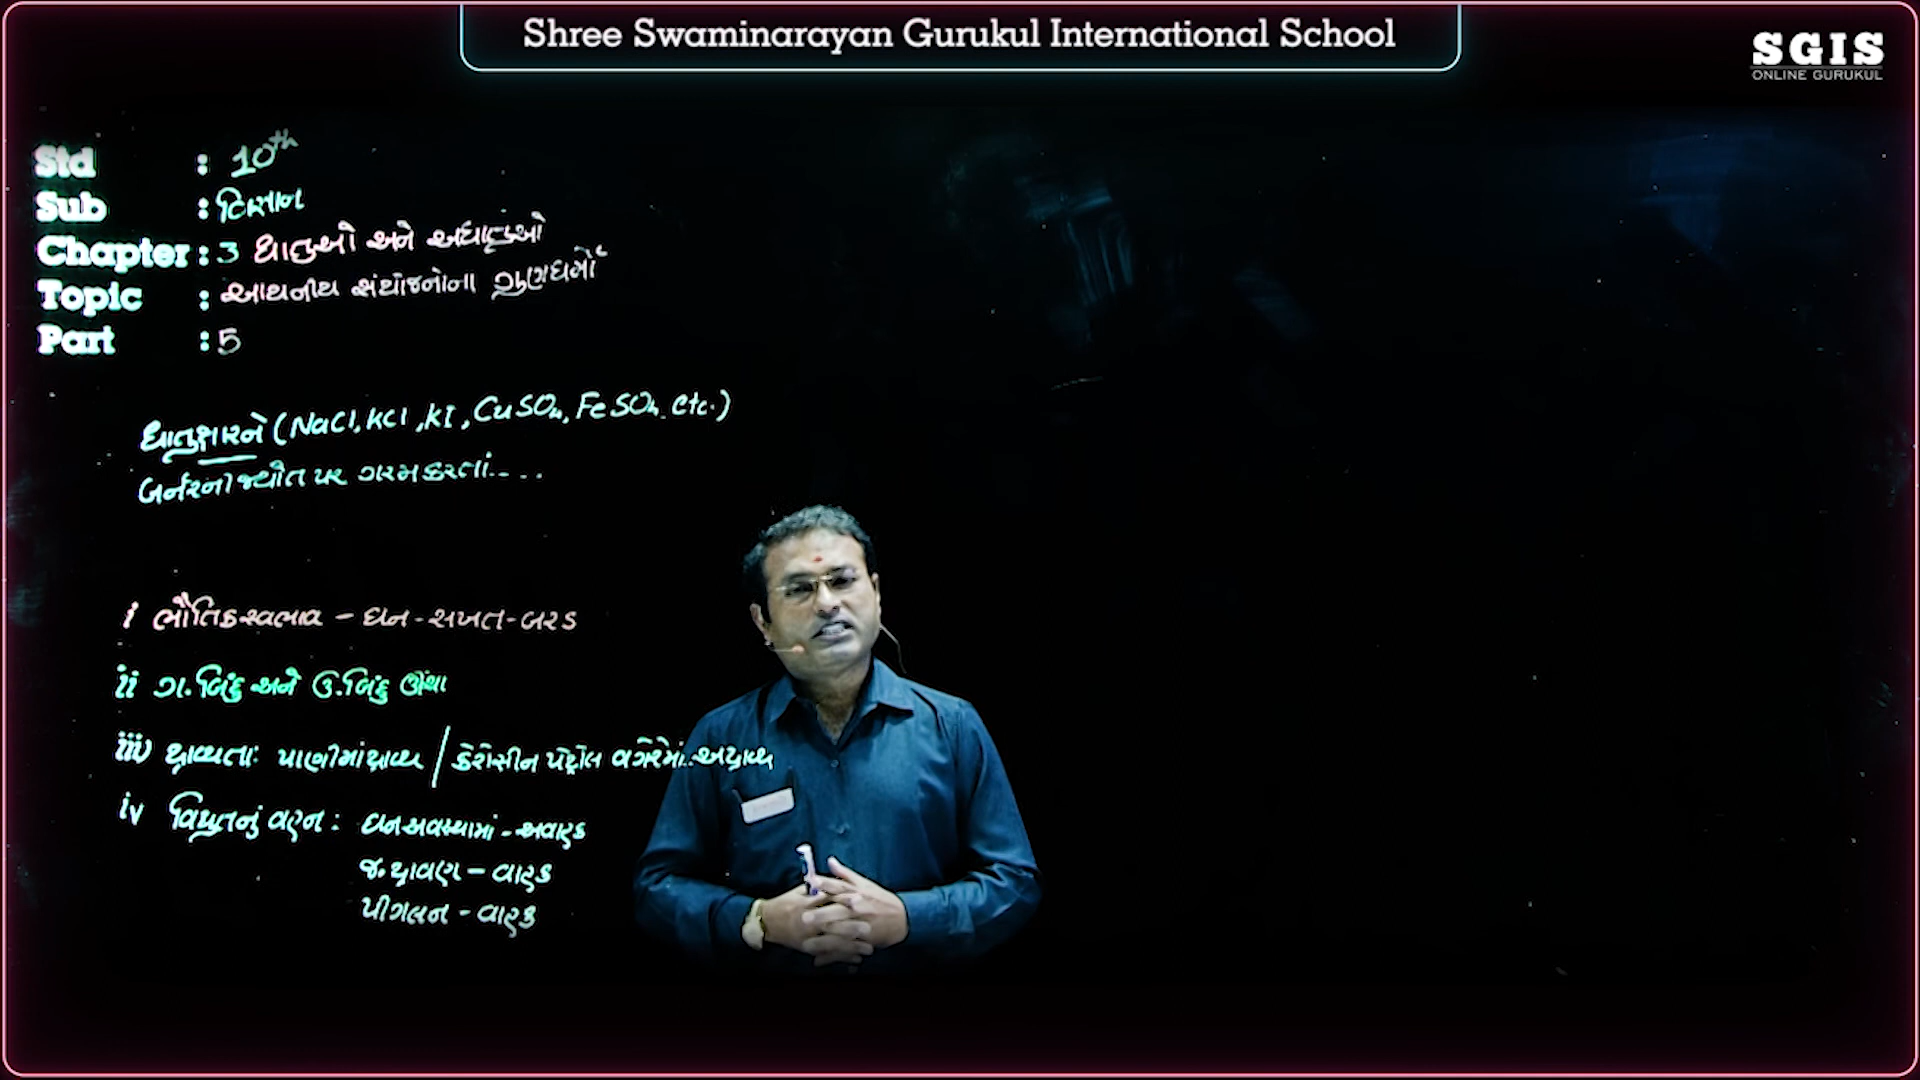 Shree Swaminarayan Gurukul International School
SGIS
ONLINE GURUKUL
Std : 10th
Sub : વિજ્ઞાન
Chapter : 3 ધાતુઓ અને અધાતુઓ
Topic : આયનીય સંયોજનોના ગુણધર્મો
Part : 5
ધાતુક્ષારને (NaCl, KCl, KI, CuSO4, FeSO4 etc.)
બર્નરની જ્યોત પર ગરમ કરતાં....
i ભૌતિક સ્વભાવ - ઘન - સખત - બરડ
ii ગ. બિંદુ અને ઉ. બિંદુ ઊંચા
iii દ્રાવ્યતા: પાણીમાં દ્રાવ્ય / કેરોસીન પેટ્રોલ વગેરેમાં અદ્રાવ્ય
iv વિદ્યુતનું વહન : ઘન અવસ્થામાં - અવાહક
જ. દ્રાવણ - વાહક
પીગલન - વાહક